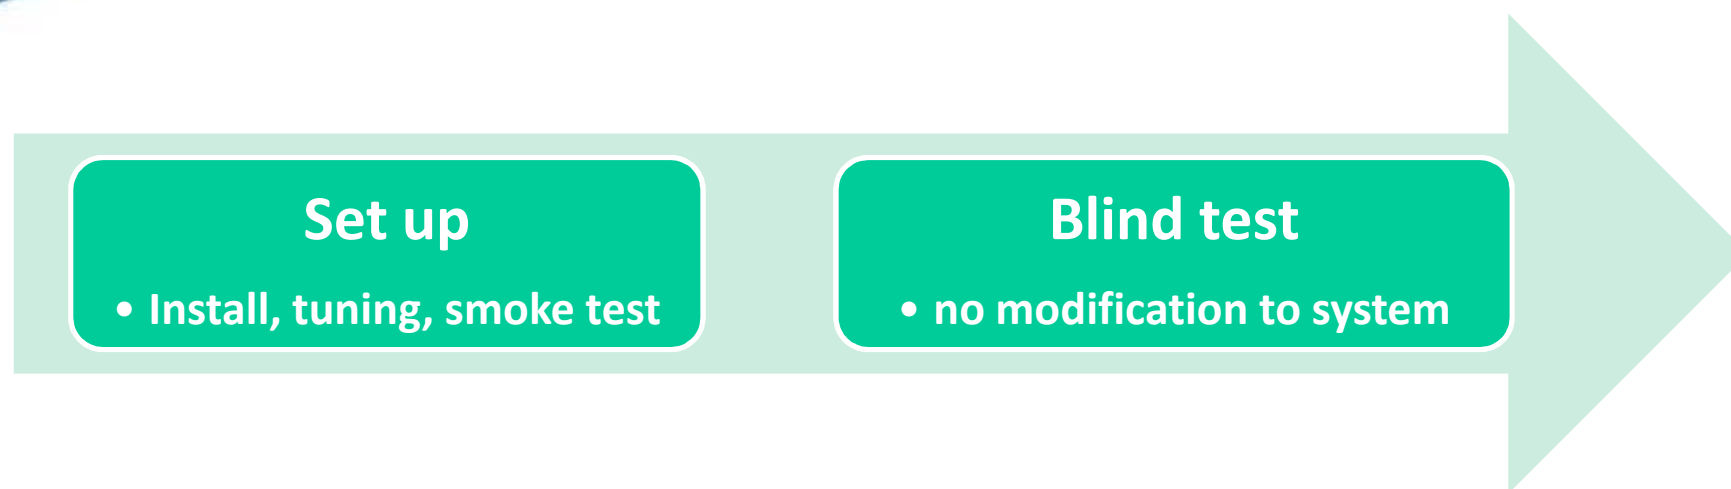 Set up
• Install, tuning, smoke test
Blind test
• no modification to system